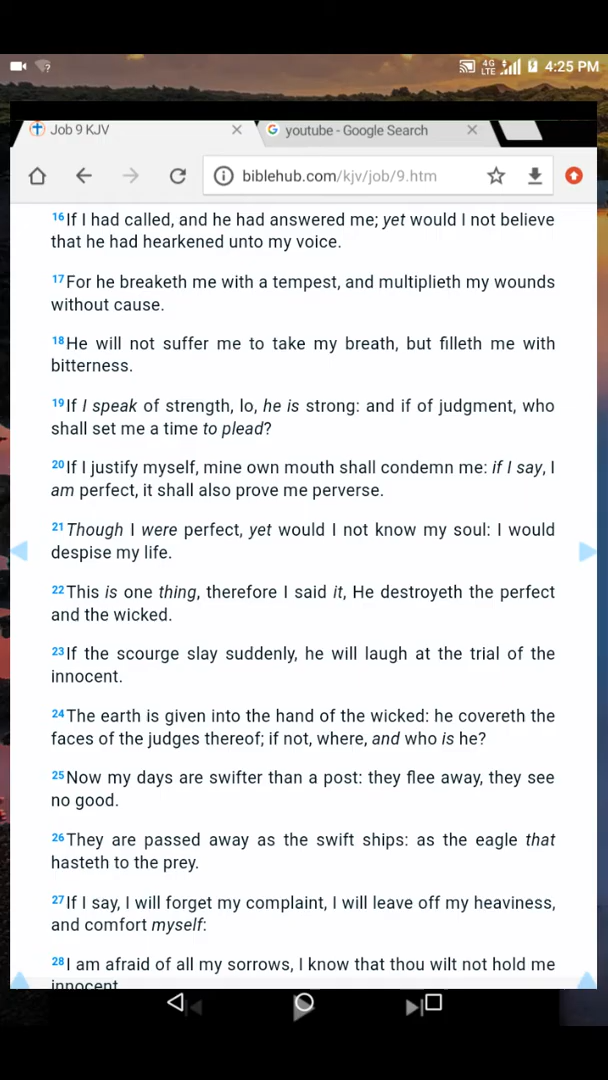 4G
LTE
4:25 PM
Job 9 KJV
youtube - Google Search
biblehub.com/kjv/job/9.htm
16If I had called, and he had answered me; yet would I not believe
that he had hearkened unto my voice.
17For he breaketh me with a tempest, and multiplieth my wounds
without cause.
18He will not suffer me to take my breath, but filleth me with
bitterness.
19If I speak of strength, lo, he is strong: and if of judgment, who
shall set me a time to plead?
20If I justify myself, mine own mouth shall condemn me: if I say, I
am perfect, it shall also prove me perverse.
21Though I were perfect, yet would I not know my soul: I would
despise my life.
22This is one thing, therefore I said it, He destroyeth the perfect
and the wicked.
23If the scourge slay suddenly, he will laugh at the trial of the
innocent.
24The earth is given into the hand of the wicked: he covereth the
faces of the judges thereof; if not, where, and who is he?
25Now my days are swifter than a post: they flee away, they see
no good.
26They are passed away as the swift ships: as the eagle that
hasteth to the prey.
27If I say, I will forget my complaint, I will leave off my heaviness,
and comfort myself:
28I am afraid of all my sorrows, I know that thou wilt not hold me
innocent